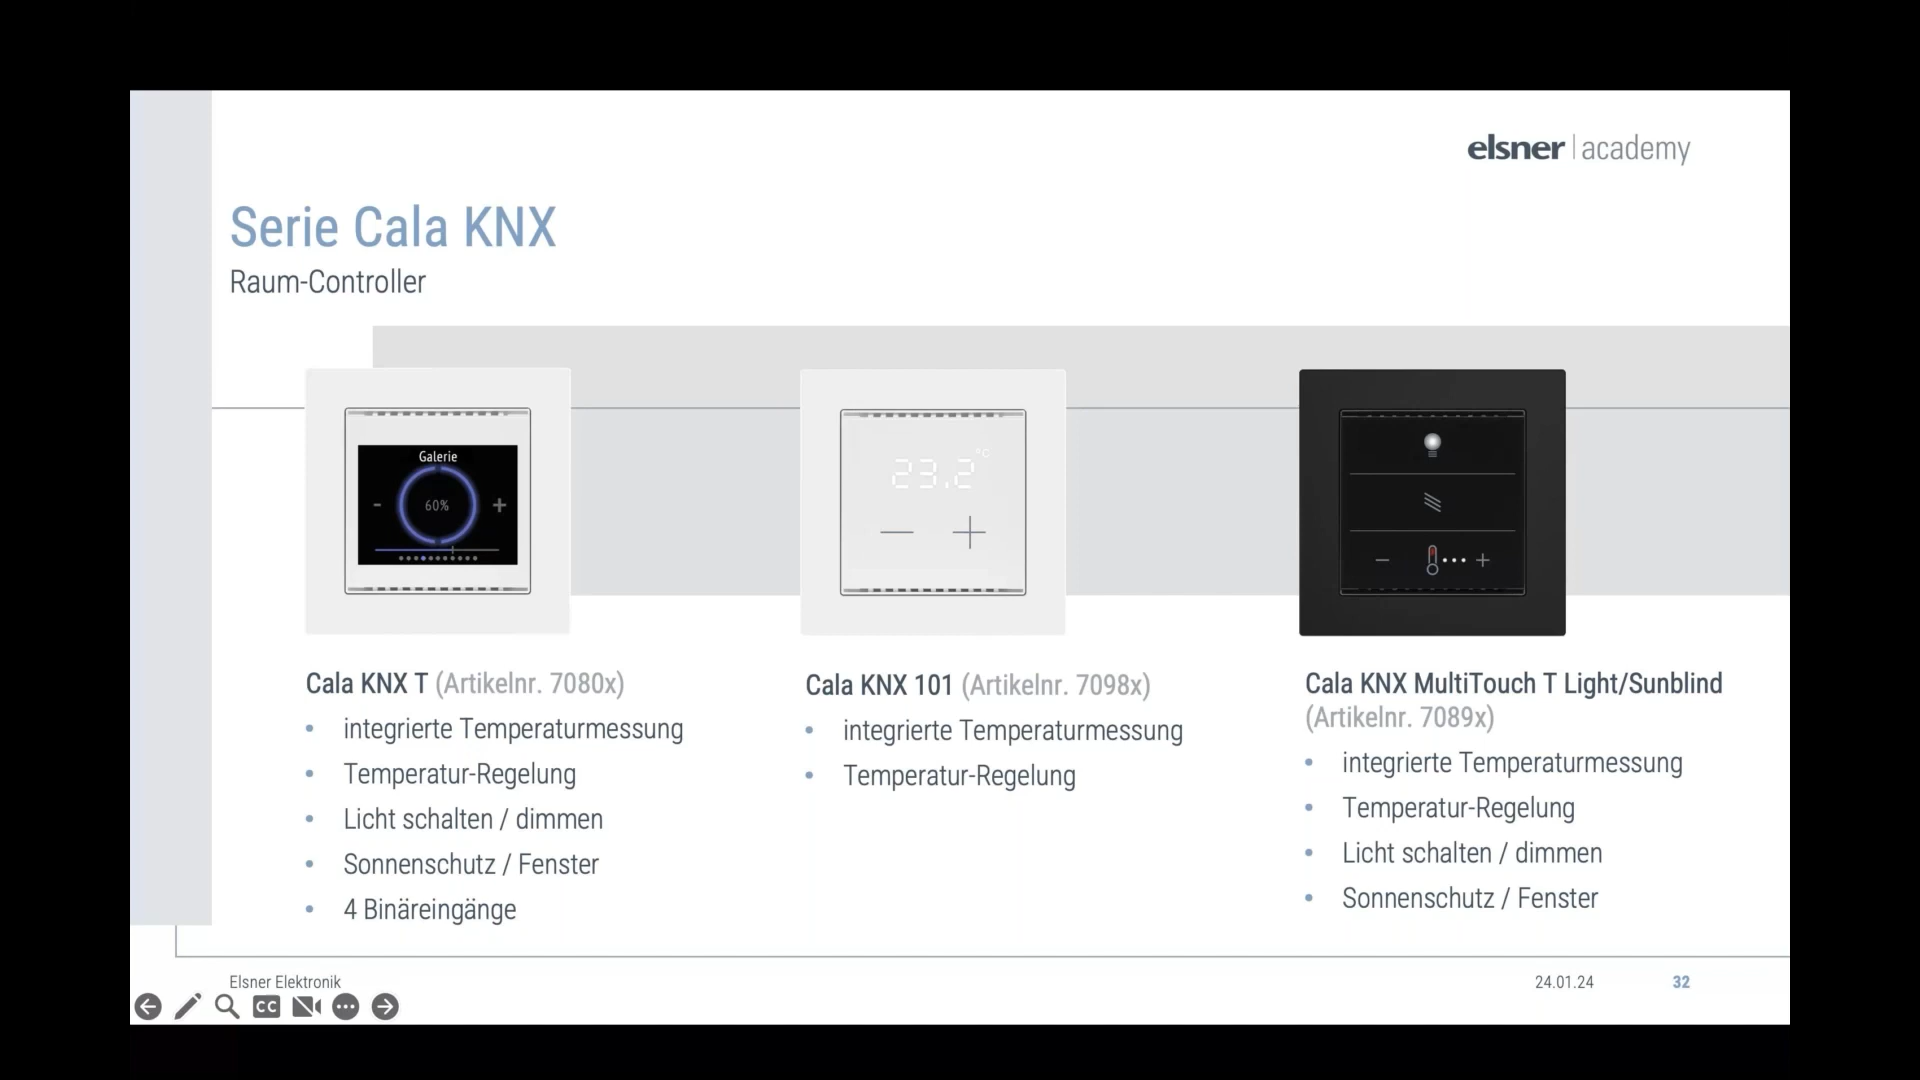 elsner | academy
Serie Cala KNX
Raum-Controller
Galerie
- 60% +
23.2 °C
— +
— ••• +
Cala KNX T (Artikelnr. 7080x)
• integrierte Temperaturmessung
• Temperatur-Regelung
• Licht schalten / dimmen
• Sonnenschutz / Fenster
• 4 Binäreingänge
Cala KNX 101 (Artikelnr. 7098x)
• integrierte Temperaturmessung
• Temperatur-Regelung
Cala KNX MultiTouch T Light/Sunblind
(Artikelnr. 7089x)
• integrierte Temperaturmessung
• Temperatur-Regelung
• Licht schalten / dimmen
• Sonnenschutz / Fenster
Elsner Elektronik
24.01.24 32
CC